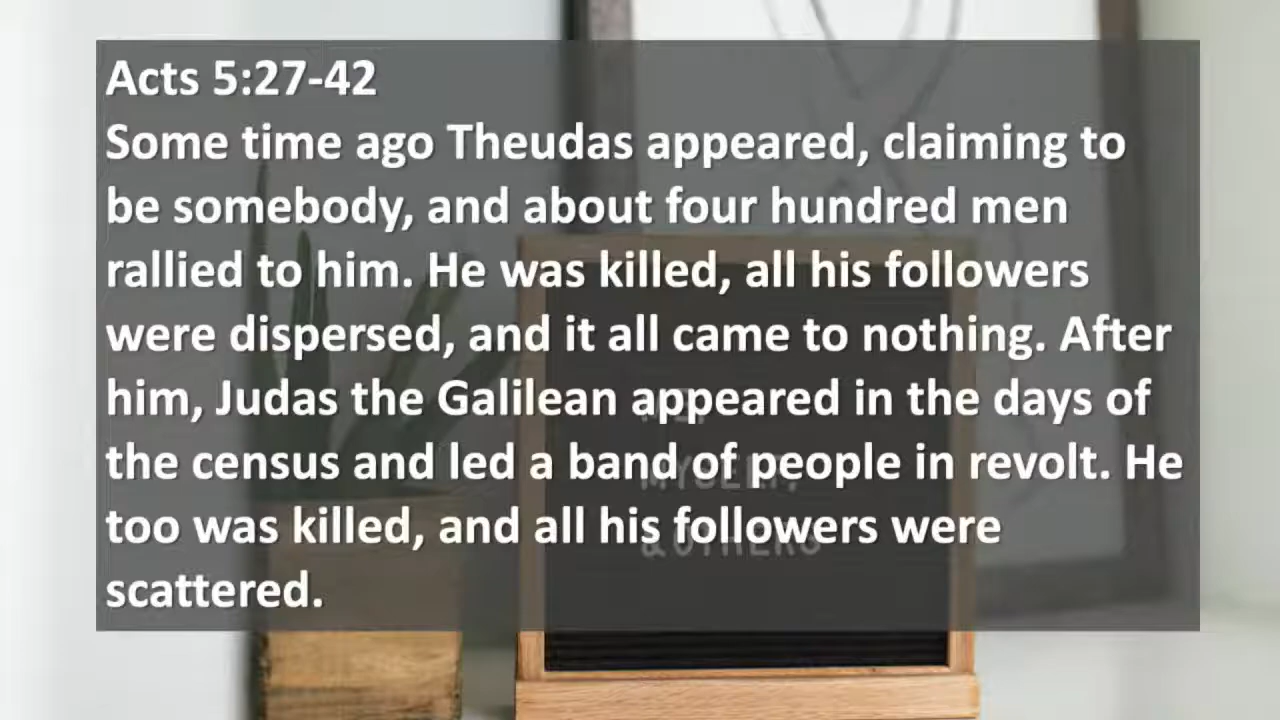 Acts 5:27-42
Some time ago Theudas appeared, claiming to
be somebody, and about four hundred men
rallied to him. He was killed, all his followers
were dispersed, and it all came to nothing. After
him, Judas the Galilean appeared in the days of
the census and led a band of people in revolt. He
too was killed, and all his followers were
scattered.
ME,
MYSELF,
& OTHERS